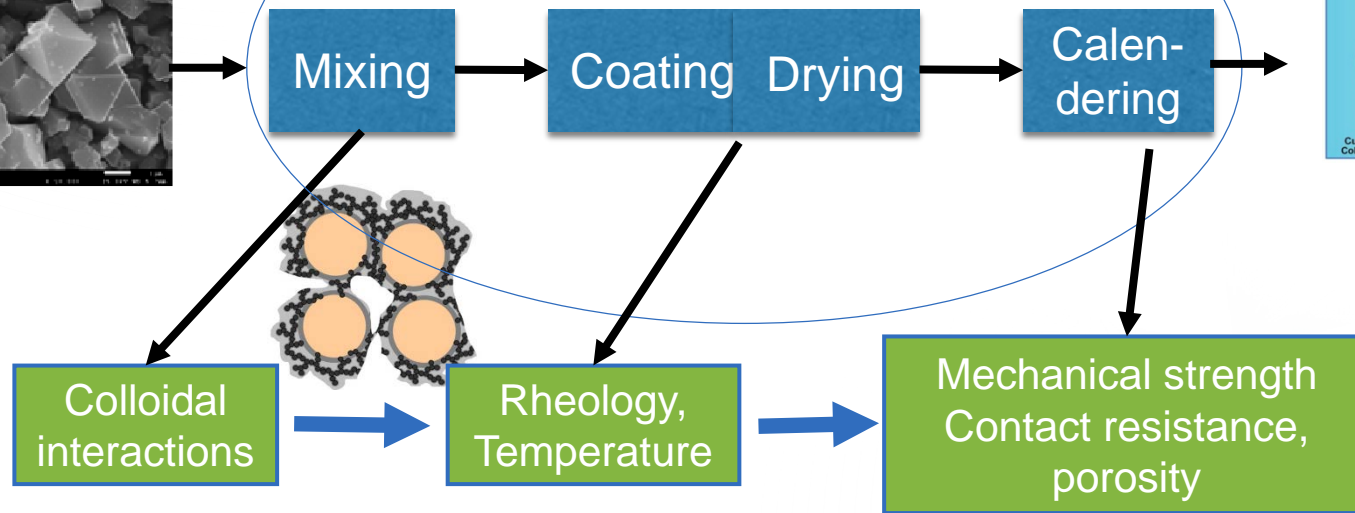 Mixing
Coating
Drying
Calen-
dering
Colloidal
interactions
Rheology,
Temperature
Mechanical strength
Contact resistance,
porosity